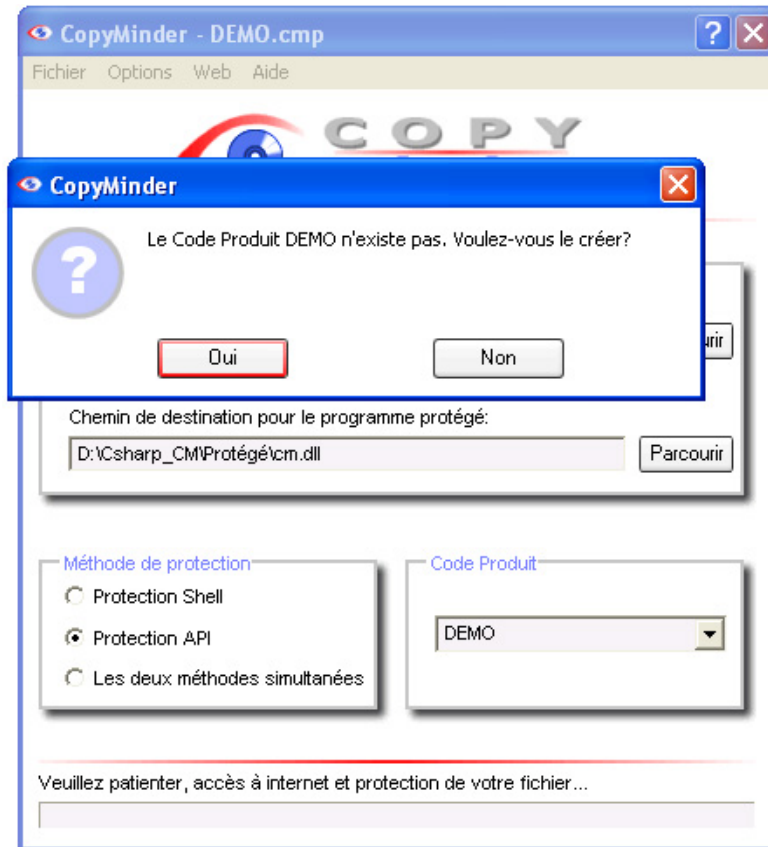 CopyMinder - DEMO.cmp
Fichier Options Web Aide
COPY
CopyMinder
Le Code Produit DEMO n'existe pas. Voulez-vous le créer?
Oui
Non
Chemin de destination pour le programme protégé:
D:\Csharp_CM\Protégé\cm.dll
Parcourir
Méthode de protection
Protection Shell
Protection API
Les deux méthodes simultanées
Code Produit
DEMO
Veuillez patienter, accès à internet et protection de votre fichier...